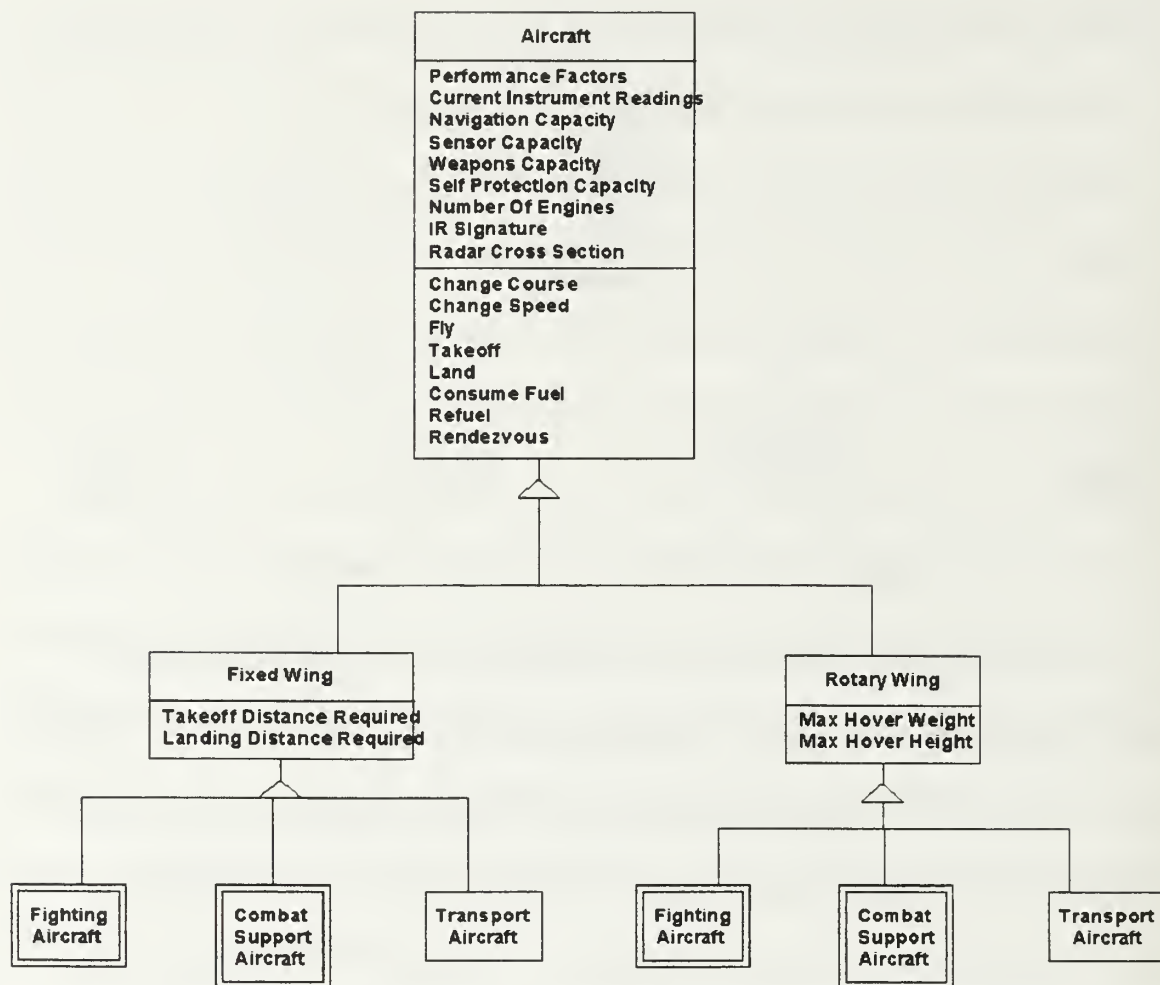 Aircraft
Performance Factors
Current Instrument Readings
Navigation Capacity
Sensor Capacity
Weapons Capacity
Self Protection Capacity
Number Of Engines
IR Signature
Radar Cross Section
Change Course
Change Speed
Fly
Takeoff
Land
Consume Fuel
Refuel
Rendezvous
Fixed Wing
Takeoff Distance Required
Landing Distance Required
Rotary Wing
Max Hover Weight
Max Hover Height
Fighting
Aircraft
Combat
Support
Aircraft
Transport
Aircraft
Fighting
Aircraft
Combat
Support
Aircraft
Transport
Aircraft